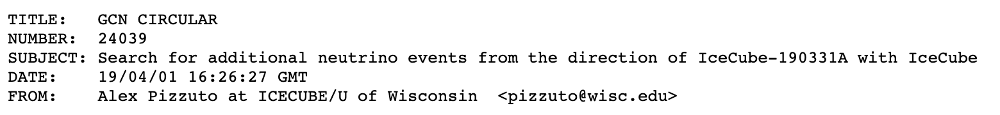 TITLE:   GCN CIRCULAR
NUMBER:  24039
SUBJECT: Search for additional neutrino events from the direction of IceCube-190331A with IceCube
DATE:    19/04/01 16:26:27 GMT
FROM:    Alex Pizzuto at ICECUBE/U of Wisconsin  <pizzuto@wisc.edu>